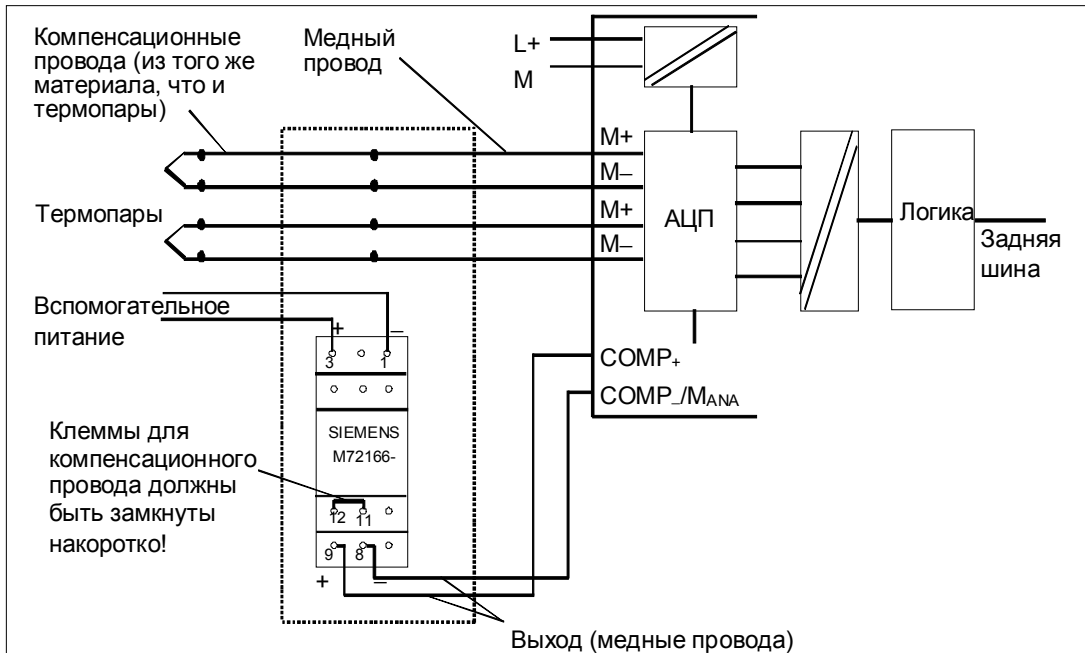 Компенсационные
провода (из того же
материала, что и
термопары)
Медный
провод
L+
M
M+
M–
M+
M–
АЦП
Логика
Задняя
шина
Термопары
Вспомогательное
питание
+
–
3
1
COMP+
COMP–/MANA
SIEMENS
M72166-
Клеммы для
компенсационного
провода должны
быть замкнуты
накоротко!
12
11
9
8
+
–
Выход (медные провода)